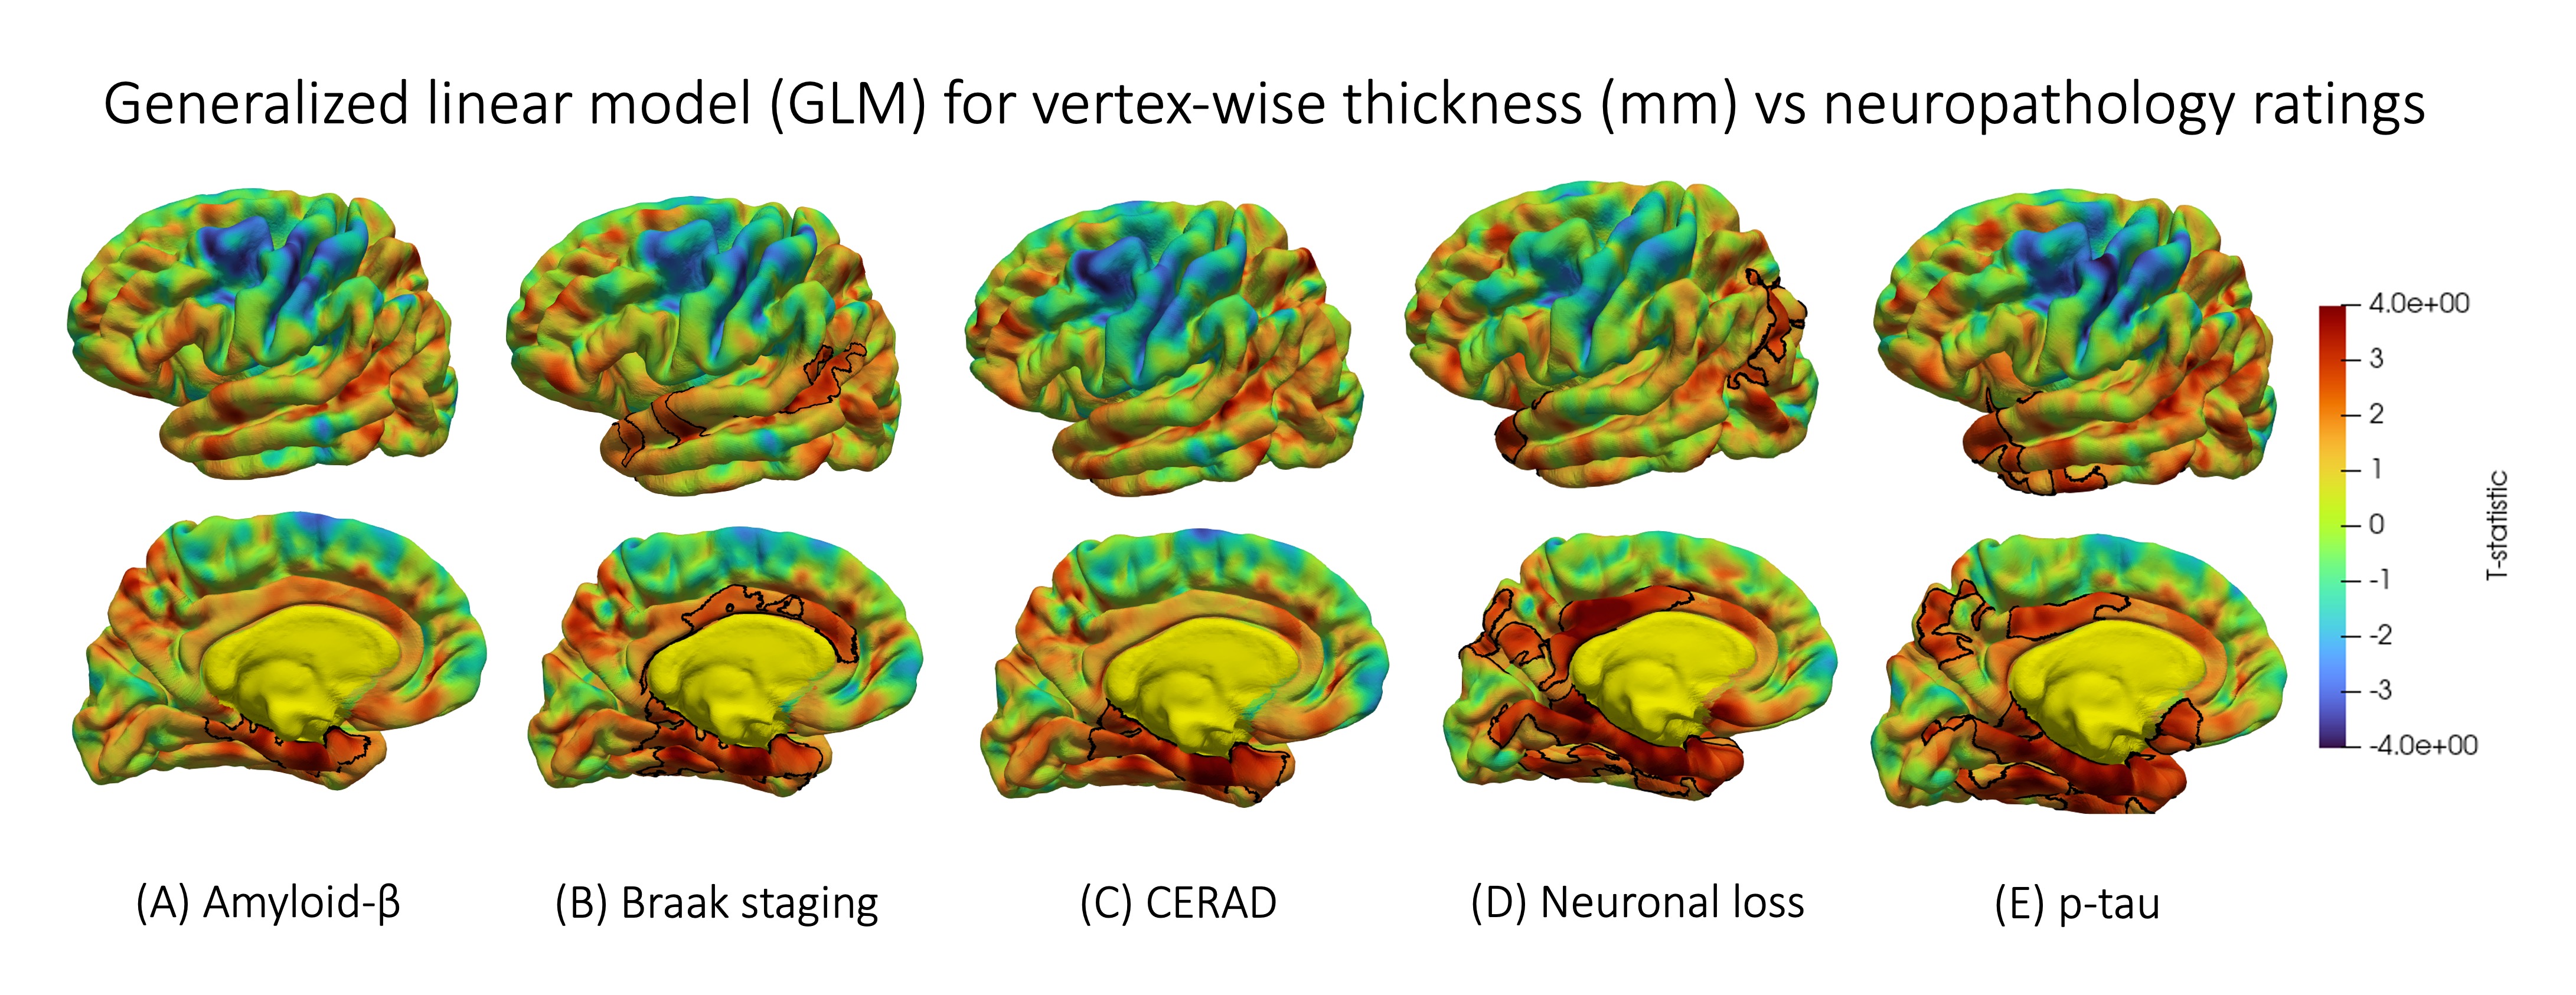 Generalized linear model (GLM) for vertex-wise thickness (mm) vs neuropathology ratings
4.0e+00
3
2
1
0
-1
-2
-3
-4.0e+00
T-statistic
(A) Amyloid-β
(B) Braak staging
(C) CERAD
(D) Neuronal loss
(E) p-tau